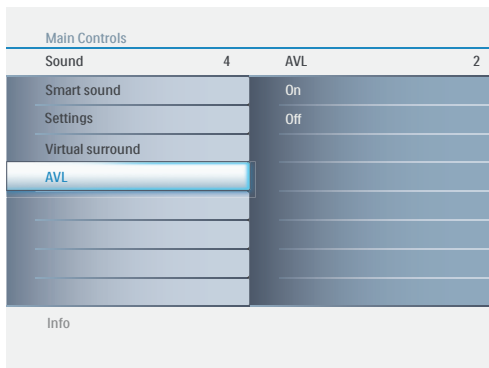 Main Controls
Sound 4 AVL 2
Smart sound On
Settings Off
Virtual surround
AVL
Info